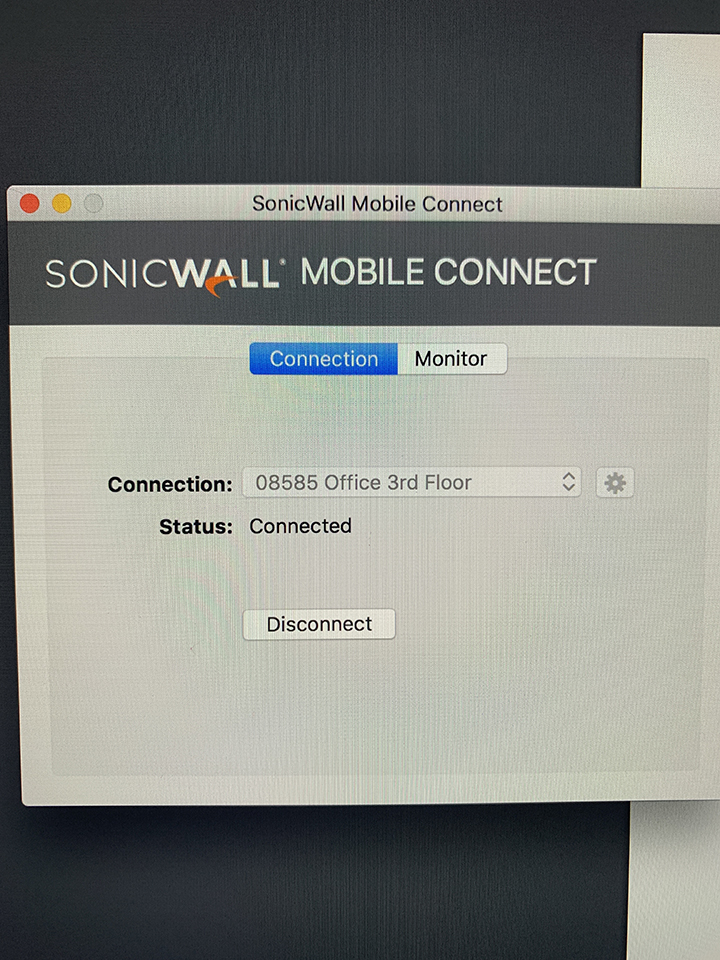 SonicWall Mobile Connect
SONICWALL® MOBILE CONNECT
Connection Monitor
Connection: 08585 Office 3rd Floor
Status: Connected
Disconnect